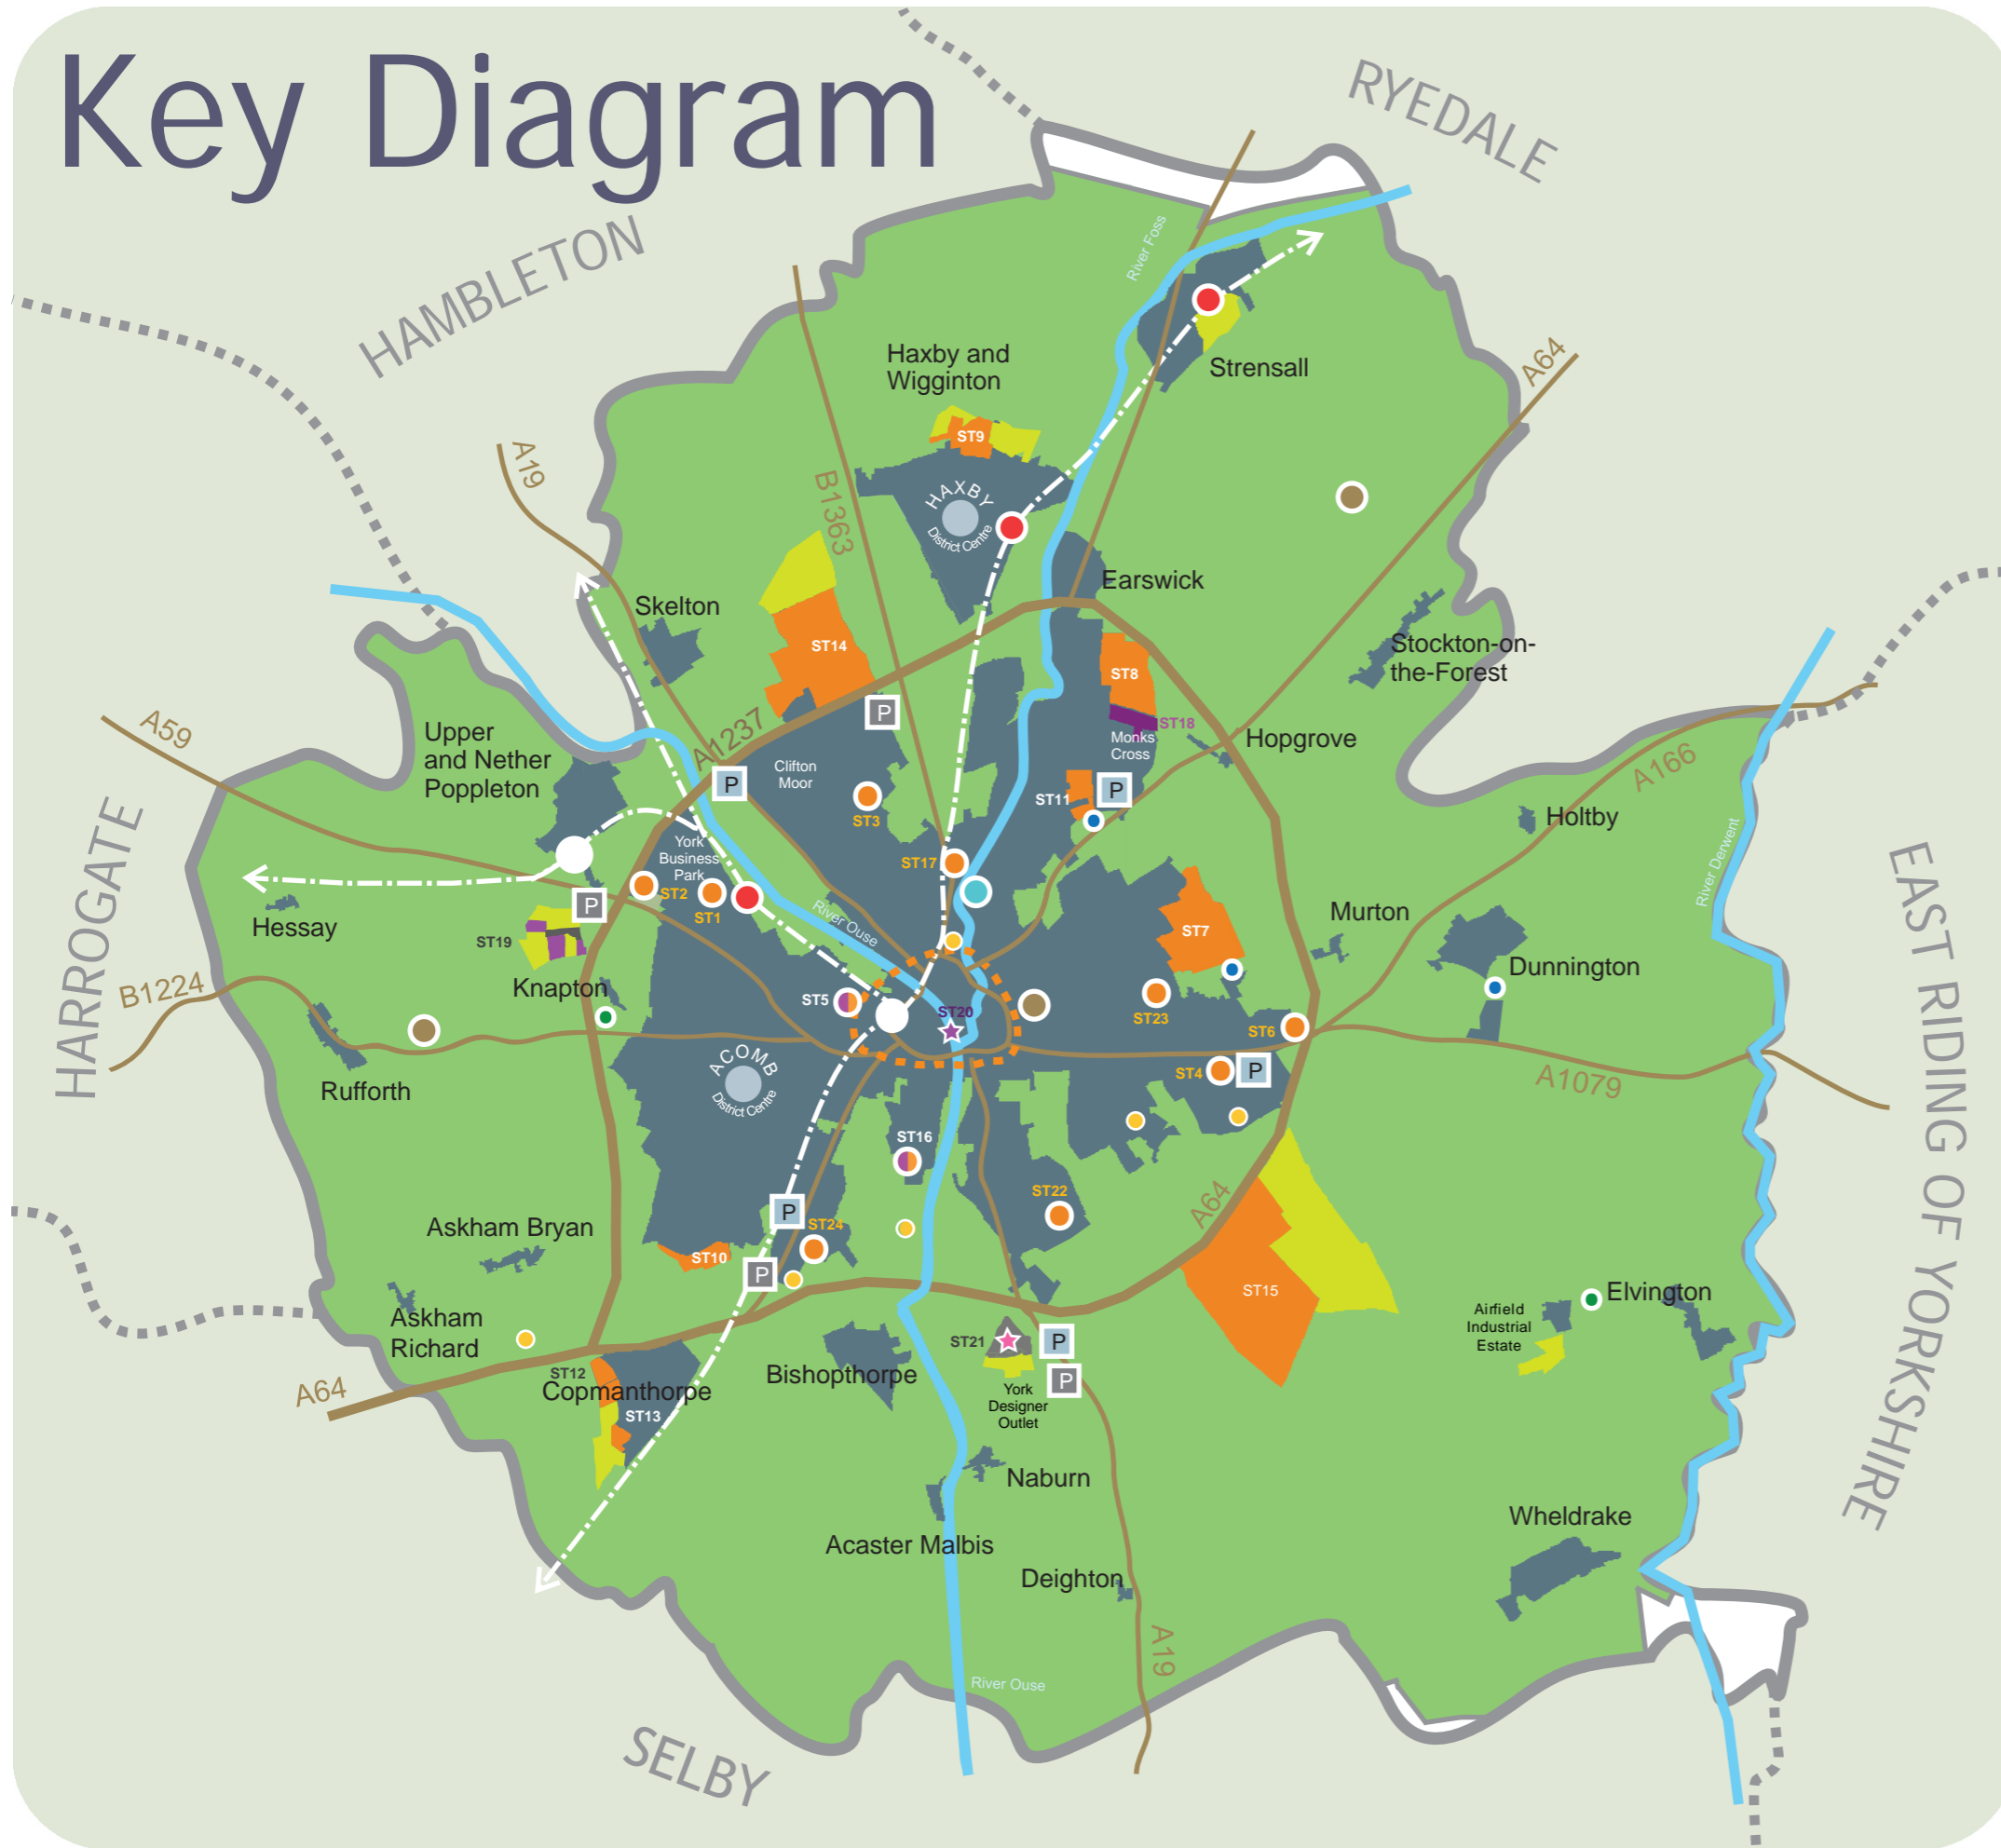 Key Diagram
RYEDALE
HAMBLETON
River Foss
Haxby and
Wigginton
Strensall
A64
A19
B1363
ST9
HAXBY
District Centre
Earswick
Skelton
ST14
Stockton-on-
the-Forest
ST8
A59
A1237
P
ST18
Monks
Cross
Hopgrove
Upper
and Nether
Poppleton
Clifton
Moor
P
P
A166
ST3
ST11
Holtby
River Derwent
HARROGATE
York
Business
Park
ST17
EAST RIDING OF YORKSHIRE
ST2
ST1
P
Hessay
River Ouse
Murton
ST19
ST7
Dunnington
B1224
Knapton
ST5
ST20
ST23
ST6
Rufforth
ACOMB
District Centre
ST4
P
A1079
ST16
ST22
A64
P
ST24
Askham Bryan
ST10
P
ST15
Elvington
Airfield
Industrial
Estate
Askham
Richard
ST21
P
ST12
Copmanthorpe
Bishopthorpe
P
A64
ST13
York
Designer
Outlet
Naburn
Wheldrake
Acaster Malbis
Deighton
A19
River Ouse
SELBY